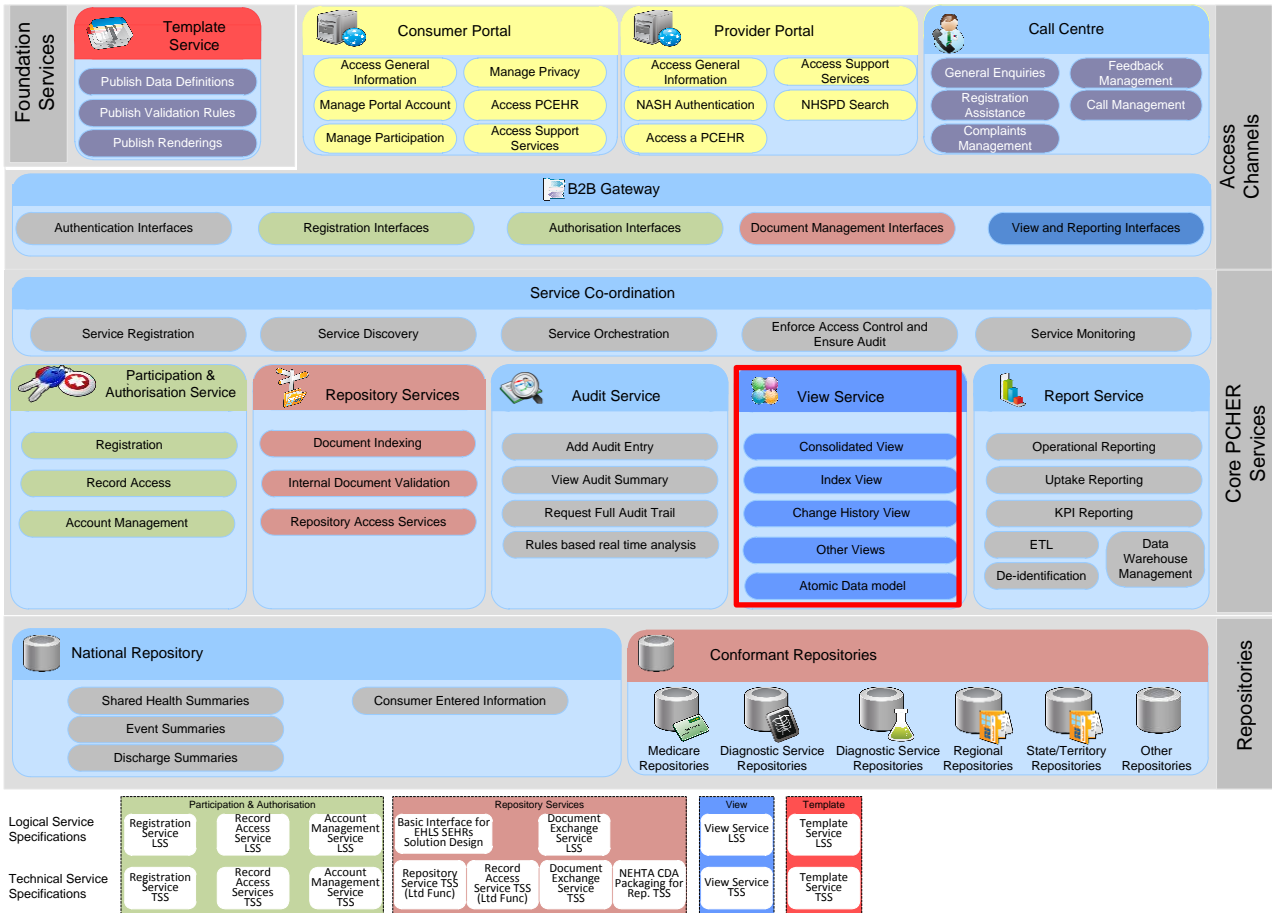 Foundation
Services
Template
Service
Publish Data Definitions
Publish Validation Rules
Publish Renderings
Consumer Portal
Access General
Information
Manage Privacy
Manage Portal Account
Access PCEHR
Manage Participation
Access Support
Services
Provider Portal
Access General
Information
Access Support
Services
NASH Authentication
NHSPD Search
Access a PCEHR
Call Centre
General Enquiries
Feedback
Management
Registration
Assistance
Call Management
Complaints
Management
Access
Channels
B2B Gateway
Authentication Interfaces
Registration Interfaces
Authorisation Interfaces
Document Management Interfaces
View and Reporting Interfaces
Service Co-ordination
Service Registration
Service Discovery
Service Orchestration
Enforce Access Control and
Ensure Audit
Service Monitoring
Participation &
Authorisation Service
Registration
Record Access
Account Management
Repository Services
Document Indexing
Internal Document Validation
Repository Access Services
Audit Service
Add Audit Entry
View Audit Summary
Request Full Audit Trail
Rules based real time analysis
View Service
Consolidated View
Index View
Change History View
Other Views
Atomic Data model
Report Service
Operational Reporting
Uptake Reporting
KPI Reporting
ETL
De-identification
Data
Warehouse
Management
Core PCHER
Services
National Repository
Shared Health Summaries
Consumer Entered Information
Event Summaries
Discharge Summaries
Conformant Repositories
Medicare
Repositories
Diagnostic Service
Repositories
Diagnostic Service
Repositories
Regional
Repositories
State/Territory
Repositories
Other
Repositories
Repositories
Logical Service
Specifications
Technical Service
Specifications
Participation & Authorisation
Registration
Service
LSS
Record
Access
Service
LSS
Account
Management
Service
LSS
Registration
Service
TSS
Record
Access
Services
TSS
Account
Management
Service
TSS
Repository Services
Basic Interface for
EHLS SEHRs
Solution Design
Document
Exchange
Service
LSS
Repository
Service TSS
(Ltd Func)
Record
Access
Service TSS
(Ltd Func)
Document
Exchange
Service
TSS
NEHTA CDA
Packaging for
Rep. TSS
View
View Service
LSS
View Service
TSS
Template
Template
Service
LSS
Template
Service
TSS